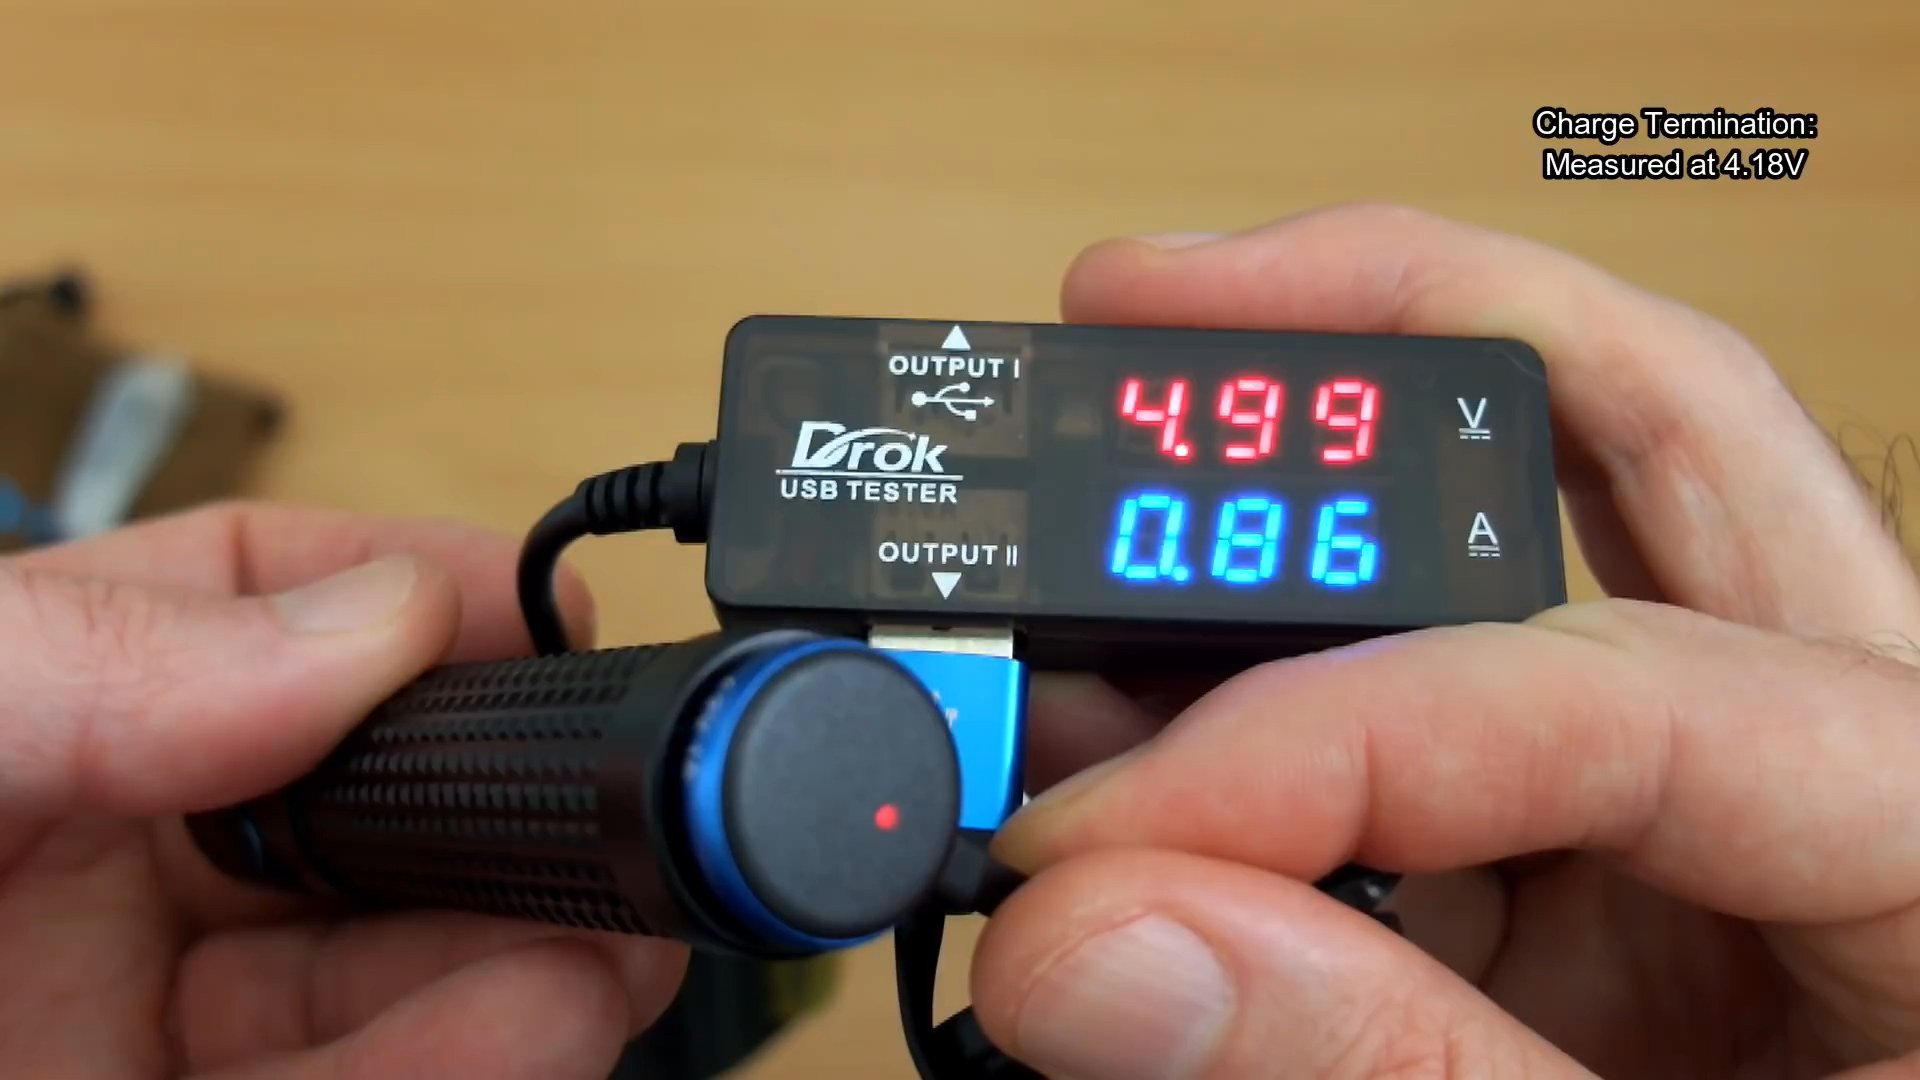 Charge Termination:
Measured at 4.18V
OUTPUT I
Drok
USB TESTER
OUTPUT II
4.99 V
0.86 A